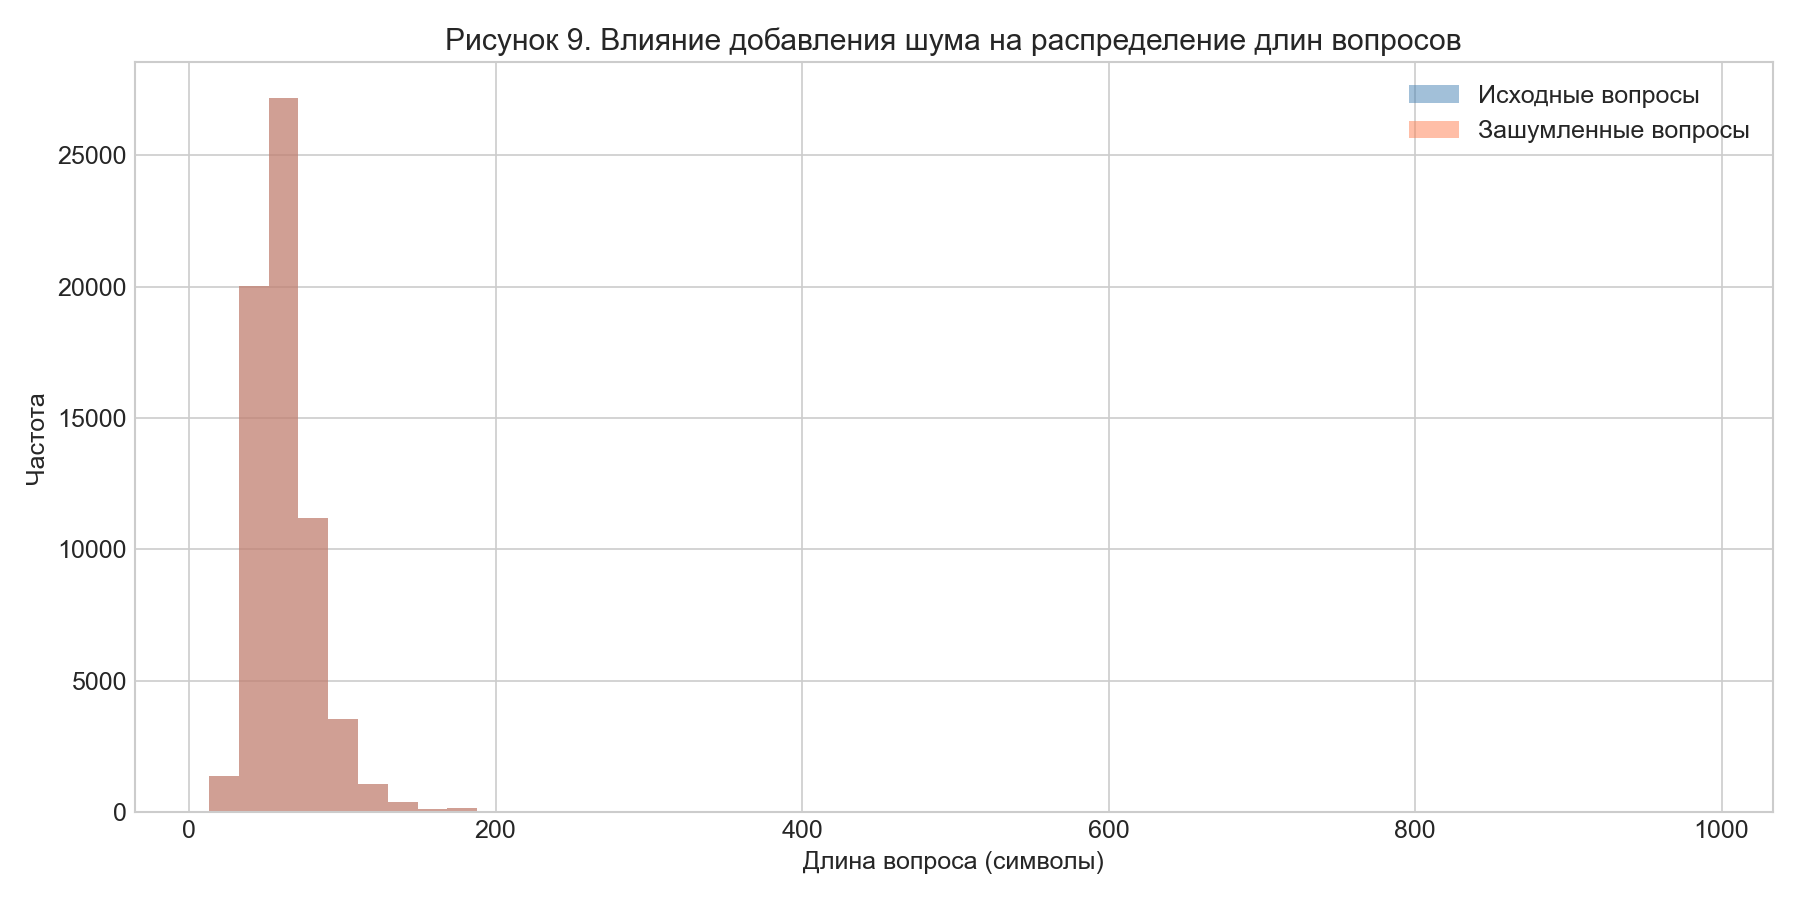 Рисунок 9. Влияние добавления шума на распределение длин вопросов
Исходные вопросы
Зашумленные вопросы
Частота
25000
20000
15000
10000
5000
0
0 200 400 600 800 1000
Длина вопроса (символы)